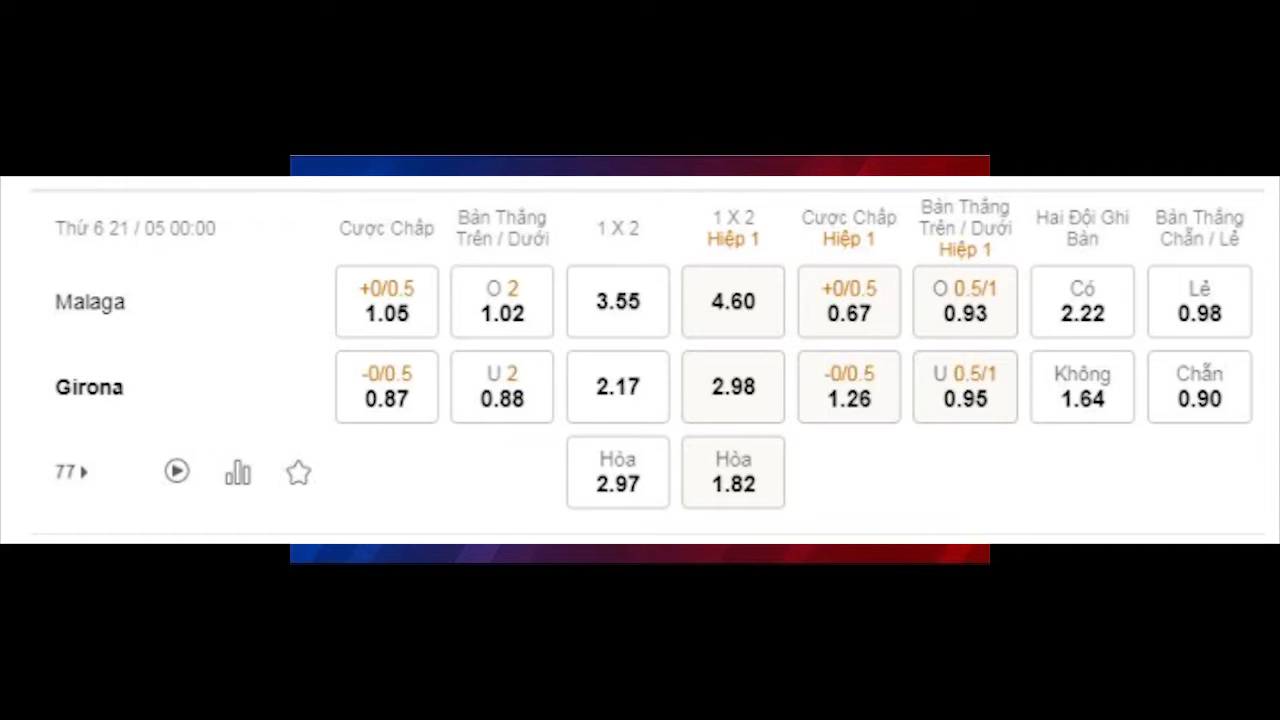 Thứ 6 21 / 05 00:00
Cược Chấp
Bàn Thắng
Trên / Dưới
1 X 2
1 X 2
Hiệp 1
Cược Chấp
Hiệp 1
Bàn Thắng
Trên / Dưới
Hiệp 1
Hai Đội Ghi
Bàn
Bàn Thắng
Chẵn / Lẻ
Malaga
+0/0.5
1.05
O 2
1.02
3.55
4.60
+0/0.5
0.67
O 0.5/1
0.93
Có
2.22
Lẻ
0.98
Girona
-0/0.5
0.87
U 2
0.88
2.17
2.98
-0/0.5
1.26
U 0.5/1
0.95
Không
1.64
Chẵn
0.90
77
Hòa
2.97
Hòa
1.82